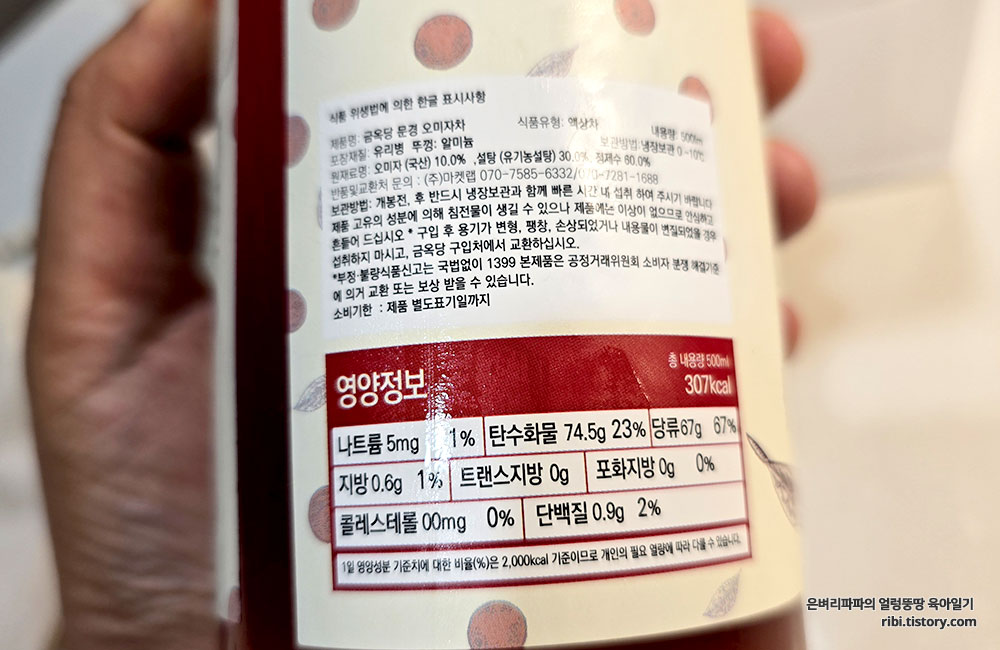 식품 위생법에 의한 한글 표시사항
제품명: 금옥당 문경 오미자차 식품유형: 액상차 내용량: 500ml
포장재질: 유리병 뚜껑: 알미늄 보관방법:냉장보관 0~10℃
원재료명: 오미자 (국산) 10.0% ,설탕 (유기농설탕) 30.0%, 정제수 60.0%
반품및교환처 문의 : (주)마켓랩 070-7585-6332/070-7281-1688
보관방법: 개봉전, 후 반드시 냉장보관과 함께 빠른 시간 내 섭취 하여 주시기 바랍니다
제품 고유의 성분에 의해 침전물이 생길 수 있으나 제품에는 이상이 없으므로 안심하고
흔들어 드십시오 * 구입 후 용기가 변형, 팽창, 손상되었거나 내용물이 변질되었을 경우
섭취하지 마시고, 금옥당 구입처에서 교환하십시오.
*부정·불량식품신고는 국법없이 1399 본제품은 공정거래위원회 소비자 분쟁 해결기준
에 의거 교환 또는 보상 받을 수 있습니다.
소비기한 : 제품 별도표기일까지
영양정보 총 내용량 500ml
307kcal
나트륨 5mg 1% 탄수화물 74.5g 23% 당류67g 67%
지방 0.6g 1% 트랜스지방 0g 포화지방 0g 0%
콜레스테롤 00mg 0% 단백질 0.9g 2%
1일 영양성분 기준치에 대한 비율(%)은 2,000kcal 기준이므로 개인의 필요 열량에 따라 다를 수 있습니다.
은벼리파파의 얼렁뚱땅 육아일기
ribi.tistory.com